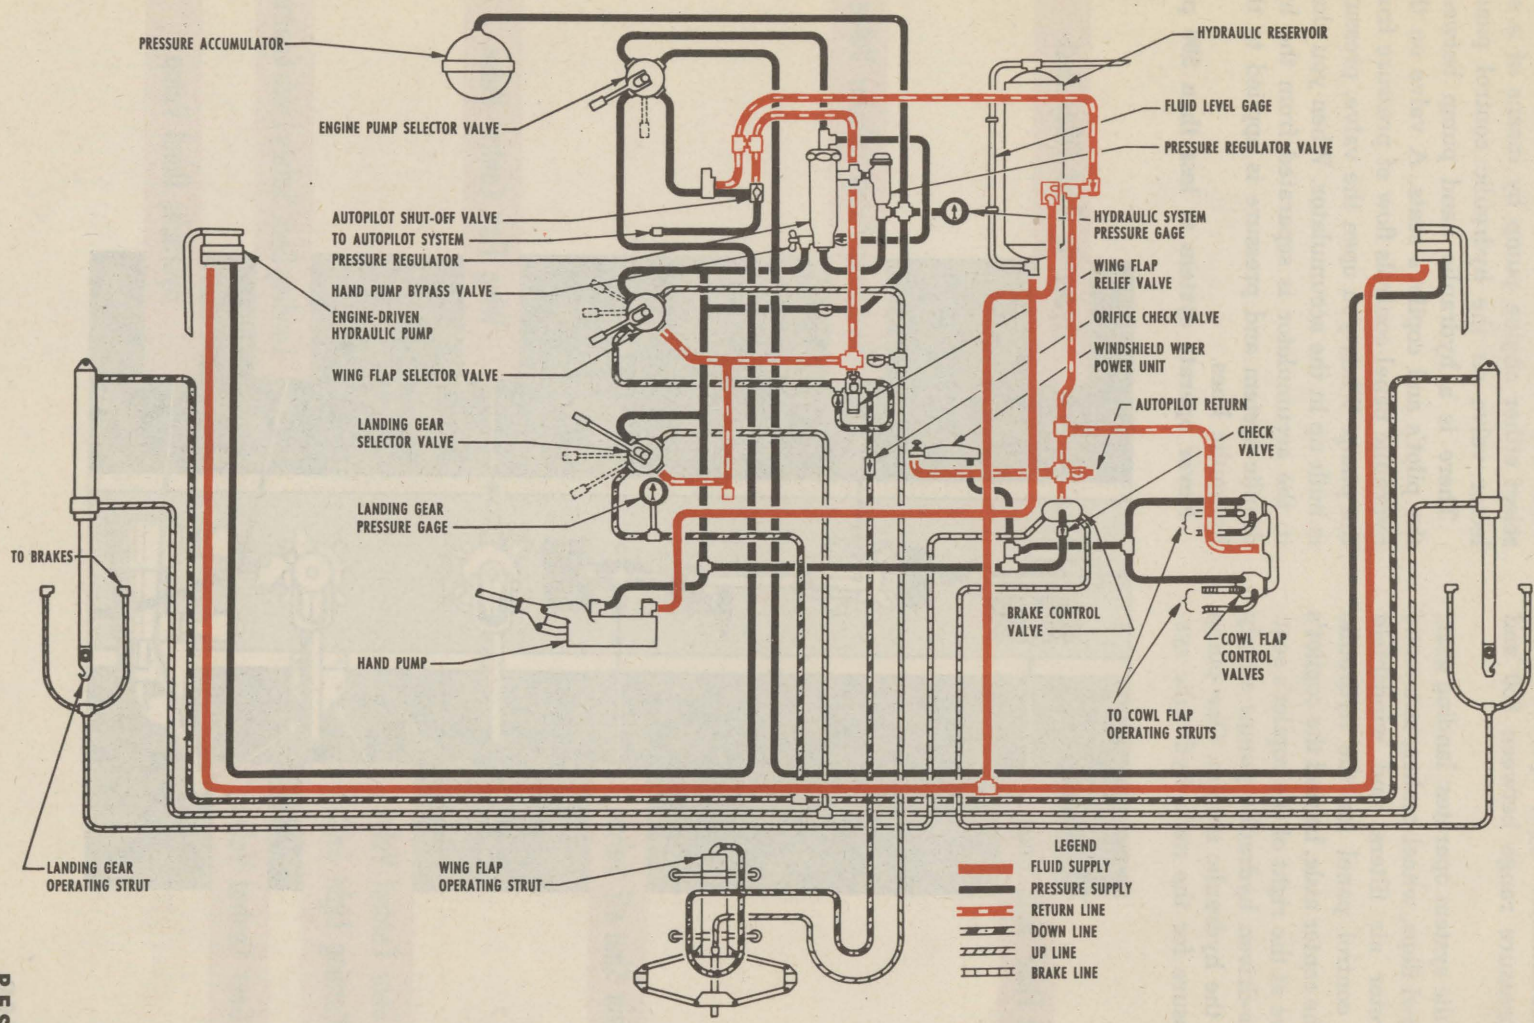 PRESSURE ACCUMULATOR
HYDRAULIC RESERVOIR
ENGINE PUMP SELECTOR VALVE
FLUID LEVEL GAGE
PRESSURE REGULATOR VALVE
AUTOPILOT SHUT-OFF VALVE
TO AUTOPILOT SYSTEM
PRESSURE REGULATOR
HYDRAULIC SYSTEM
PRESSURE GAGE
HAND PUMP BYPASS VALVE
WING FLAP
RELIEF VALVE
ENGINE-DRIVEN
HYDRAULIC PUMP
ORIFICE CHECK VALVE
WING FLAP SELECTOR VALVE
WINDSHIELD WIPER
POWER UNIT
AUTOPILOT RETURN
LANDING GEAR
SELECTOR VALVE
CHECK
VALVE
LANDING GEAR
PRESSURE GAGE
TO BRAKES
BRAKE CONTROL
VALVE
COWL FLAP
CONTROL
VALVES
HAND PUMP
TO COWL FLAP
OPERATING STRUTS
LANDING GEAR
OPERATING STRUT
WING FLAP
OPERATING STRUT
LEGEND
FLUID SUPPLY
PRESSURE SUPPLY
RETURN LINE
DOWN LINE
UP LINE
BRAKE LINE